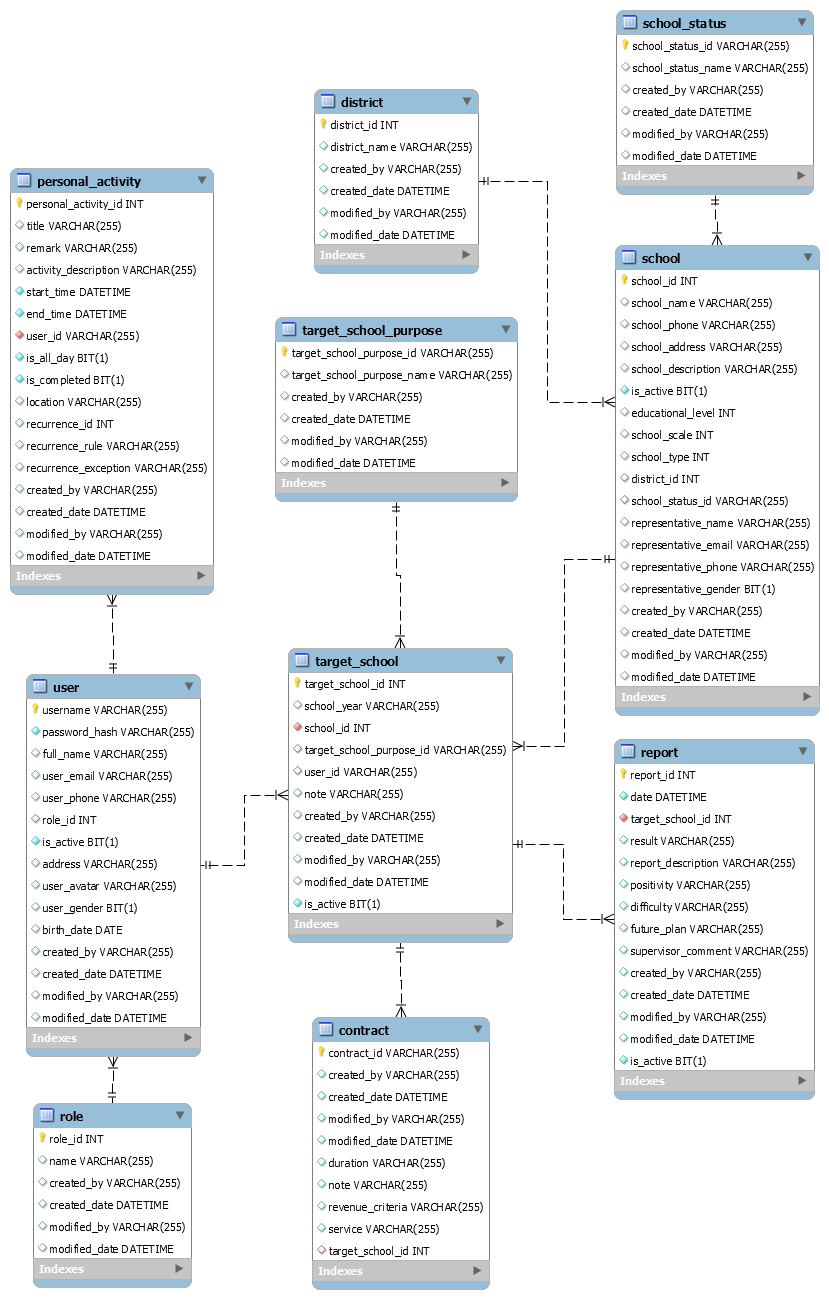 school_status
school_status_id VARCHAR(255)
school_status_name VARCHAR(255)
created_by VARCHAR(255)
created_date DATETIME
modified_by VARCHAR(255)
modified_date DATETIME
Indexes
district
district_id INT
district_name VARCHAR(255)
created_by VARCHAR(255)
created_date DATETIME
modified_by VARCHAR(255)
modified_date DATETIME
Indexes
personal_activity
personal_activity_id INT
title VARCHAR(255)
remark VARCHAR(255)
activity_description VARCHAR(255)
start_time DATETIME
end_time DATETIME
user_id VARCHAR(255)
is_all_day BIT(1)
is_completed BIT(1)
location VARCHAR(255)
recurrence_id INT
recurrence_rule VARCHAR(255)
recurrence_exception VARCHAR(255)
created_by VARCHAR(255)
created_date DATETIME
modified_by VARCHAR(255)
modified_date DATETIME
Indexes
school
school_id INT
school_name VARCHAR(255)
school_phone VARCHAR(255)
school_address VARCHAR(255)
school_description VARCHAR(255)
is_active BIT(1)
educational_level INT
school_scale INT
school_type INT
district_id INT
school_status_id VARCHAR(255)
representative_name VARCHAR(255)
representative_email VARCHAR(255)
representative_phone VARCHAR(255)
representative_gender BIT(1)
created_by VARCHAR(255)
created_date DATETIME
modified_by VARCHAR(255)
modified_date DATETIME
Indexes
target_school_purpose
target_school_purpose_id VARCHAR(255)
target_school_purpose_name VARCHAR(255)
created_by VARCHAR(255)
created_date DATETIME
modified_by VARCHAR(255)
modified_date DATETIME
Indexes
target_school
target_school_id INT
school_year VARCHAR(255)
school_id INT
target_school_purpose_id VARCHAR(255)
user_id VARCHAR(255)
note VARCHAR(255)
created_by VARCHAR(255)
created_date DATETIME
modified_by VARCHAR(255)
modified_date DATETIME
is_active BIT(1)
Indexes
user
username VARCHAR(255)
password_hash VARCHAR(255)
full_name VARCHAR(255)
user_email VARCHAR(255)
user_phone VARCHAR(255)
role_id INT
is_active BIT(1)
address VARCHAR(255)
user_avatar VARCHAR(255)
user_gender BIT(1)
birth_date DATE
created_by VARCHAR(255)
created_date DATETIME
modified_by VARCHAR(255)
modified_date DATETIME
Indexes
report
report_id INT
date DATETIME
target_school_id INT
result VARCHAR(255)
report_description VARCHAR(255)
positivity VARCHAR(255)
difficulty VARCHAR(255)
future_plan VARCHAR(255)
supervisor_comment VARCHAR(255)
created_by VARCHAR(255)
created_date DATETIME
modified_by VARCHAR(255)
modified_date DATETIME
is_active BIT(1)
Indexes
contract
contract_id VARCHAR(255)
created_by VARCHAR(255)
created_date DATETIME
modified_by VARCHAR(255)
modified_date DATETIME
duration VARCHAR(255)
note VARCHAR(255)
revenue_criteria VARCHAR(255)
service VARCHAR(255)
target_school_id INT
Indexes
role
role_id INT
name VARCHAR(255)
created_by VARCHAR(255)
created_date DATETIME
modified_by VARCHAR(255)
modified_date DATETIME
Indexes